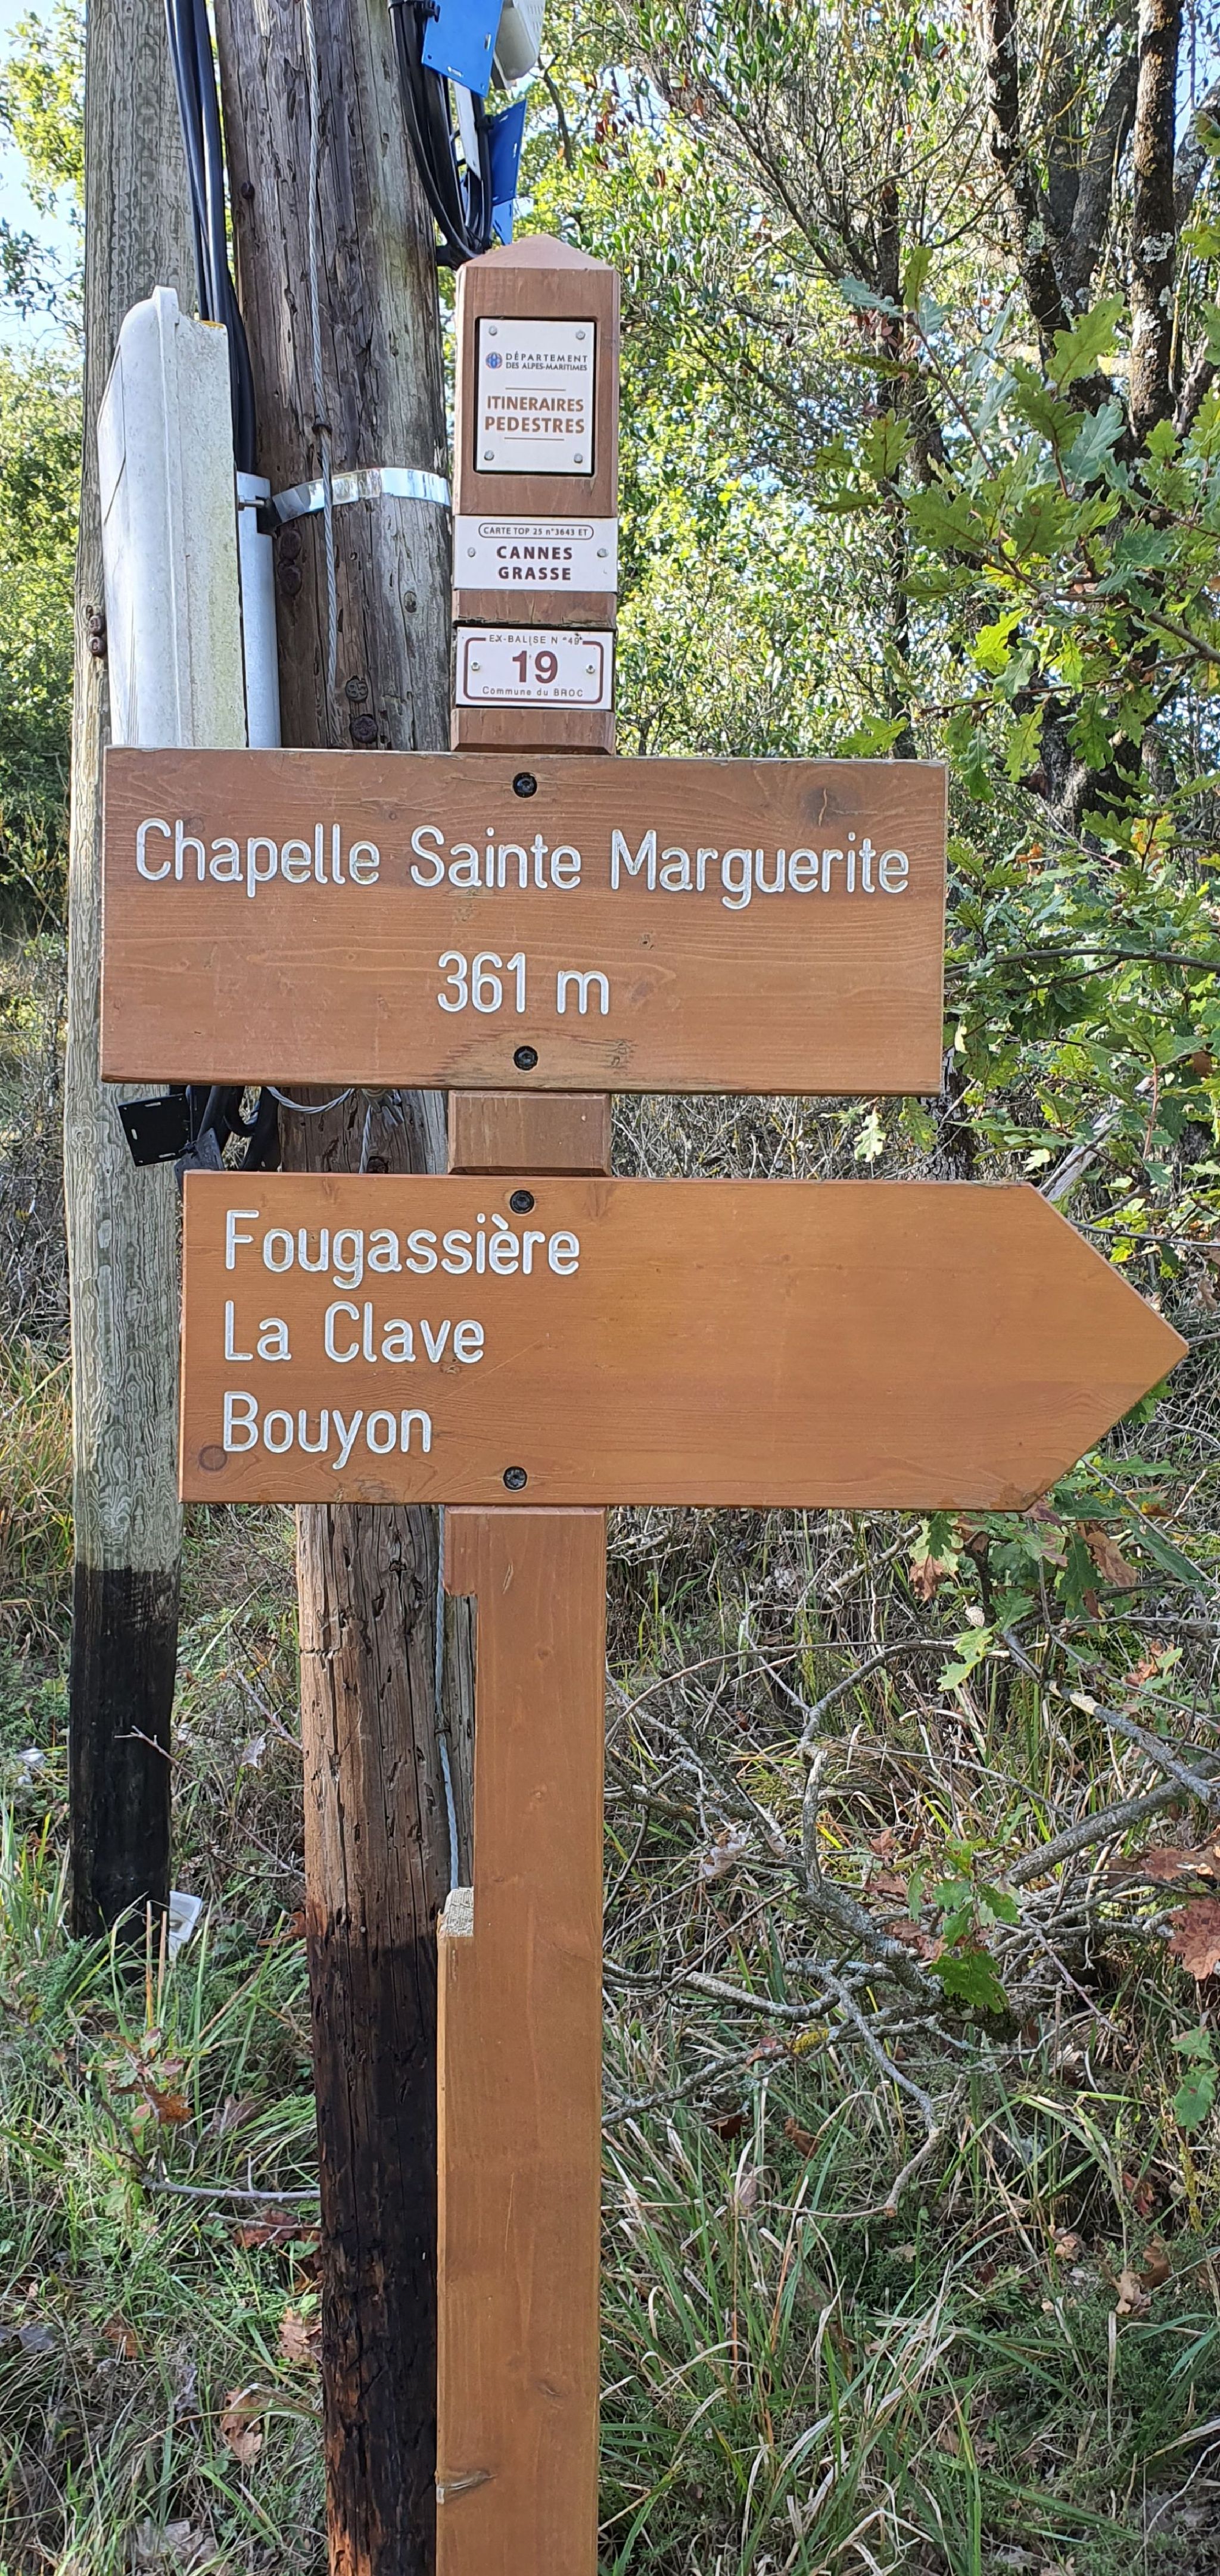 DÉPARTEMENT
DES ALPES-MARITIMES
ITINERAIRES
PEDESTRES
CARTE TOP 25 n°3643 ET
CANNES
GRASSE
EX-BALISE N °49
19
Commune du BROC
Chapelle Sainte Marguerite
361 m
Fougassière
La Clave
Bouyon